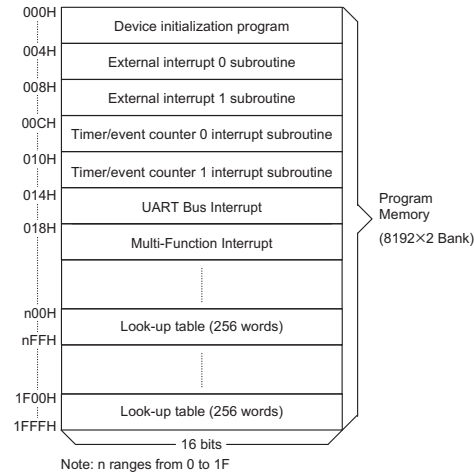 000H
Device initialization program
004H
External interrupt 0 subroutine
008H
External interrupt 1 subroutine
00CH
Timer/event counter 0 interrupt subroutine
010H
Timer/event counter 1 interrupt subroutine
014H
UART Bus Interrupt
018H
Multi-Function Interrupt
Program
Memory
(8192×2 Bank)
n00H
Look-up table (256 words)
nFFH
1F00H
Look-up table (256 words)
1FFFH
16 bits
Note: n ranges from 0 to 1F